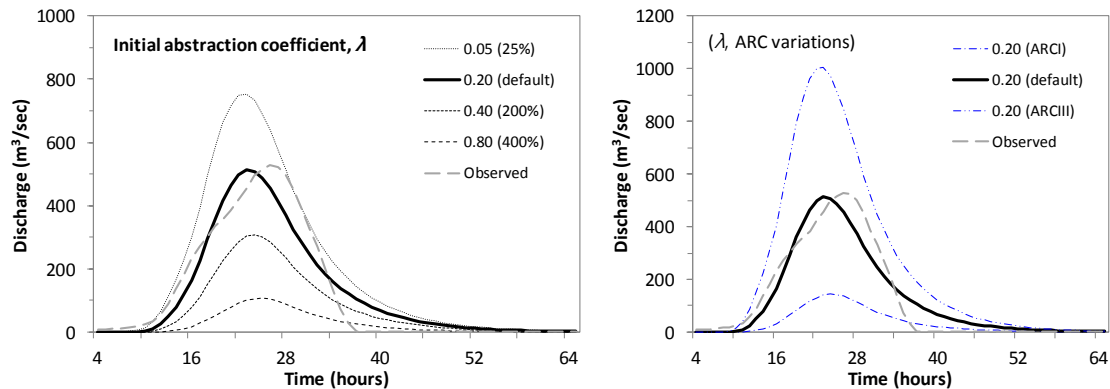 Initial abstraction coefficient, λ
0.05 (25%)
0.20 (default)
0.40 (200%)
0.80 (400%)
Observed
1000
800
600
400
200
0
Discharge (m³/sec)
4 16 28 40 52 64
Time (hours)
(λ, ARC variations)
0.20 (ARCI)
0.20 (default)
0.20 (ARCIII)
Observed
1200
1000
800
600
400
200
0
Discharge (m³/sec)
4 16 28 40 52 64
Time (hours)